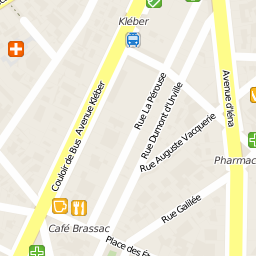 Kléber
Couloir de Bus Avenue Kléber
Rue La Pérouse
Rue Dumont d'Urville
Avenue d'Iéna
Rue Auguste Vacquerie
Pharmac
Rue Galilée
Café Brassac
Place des É